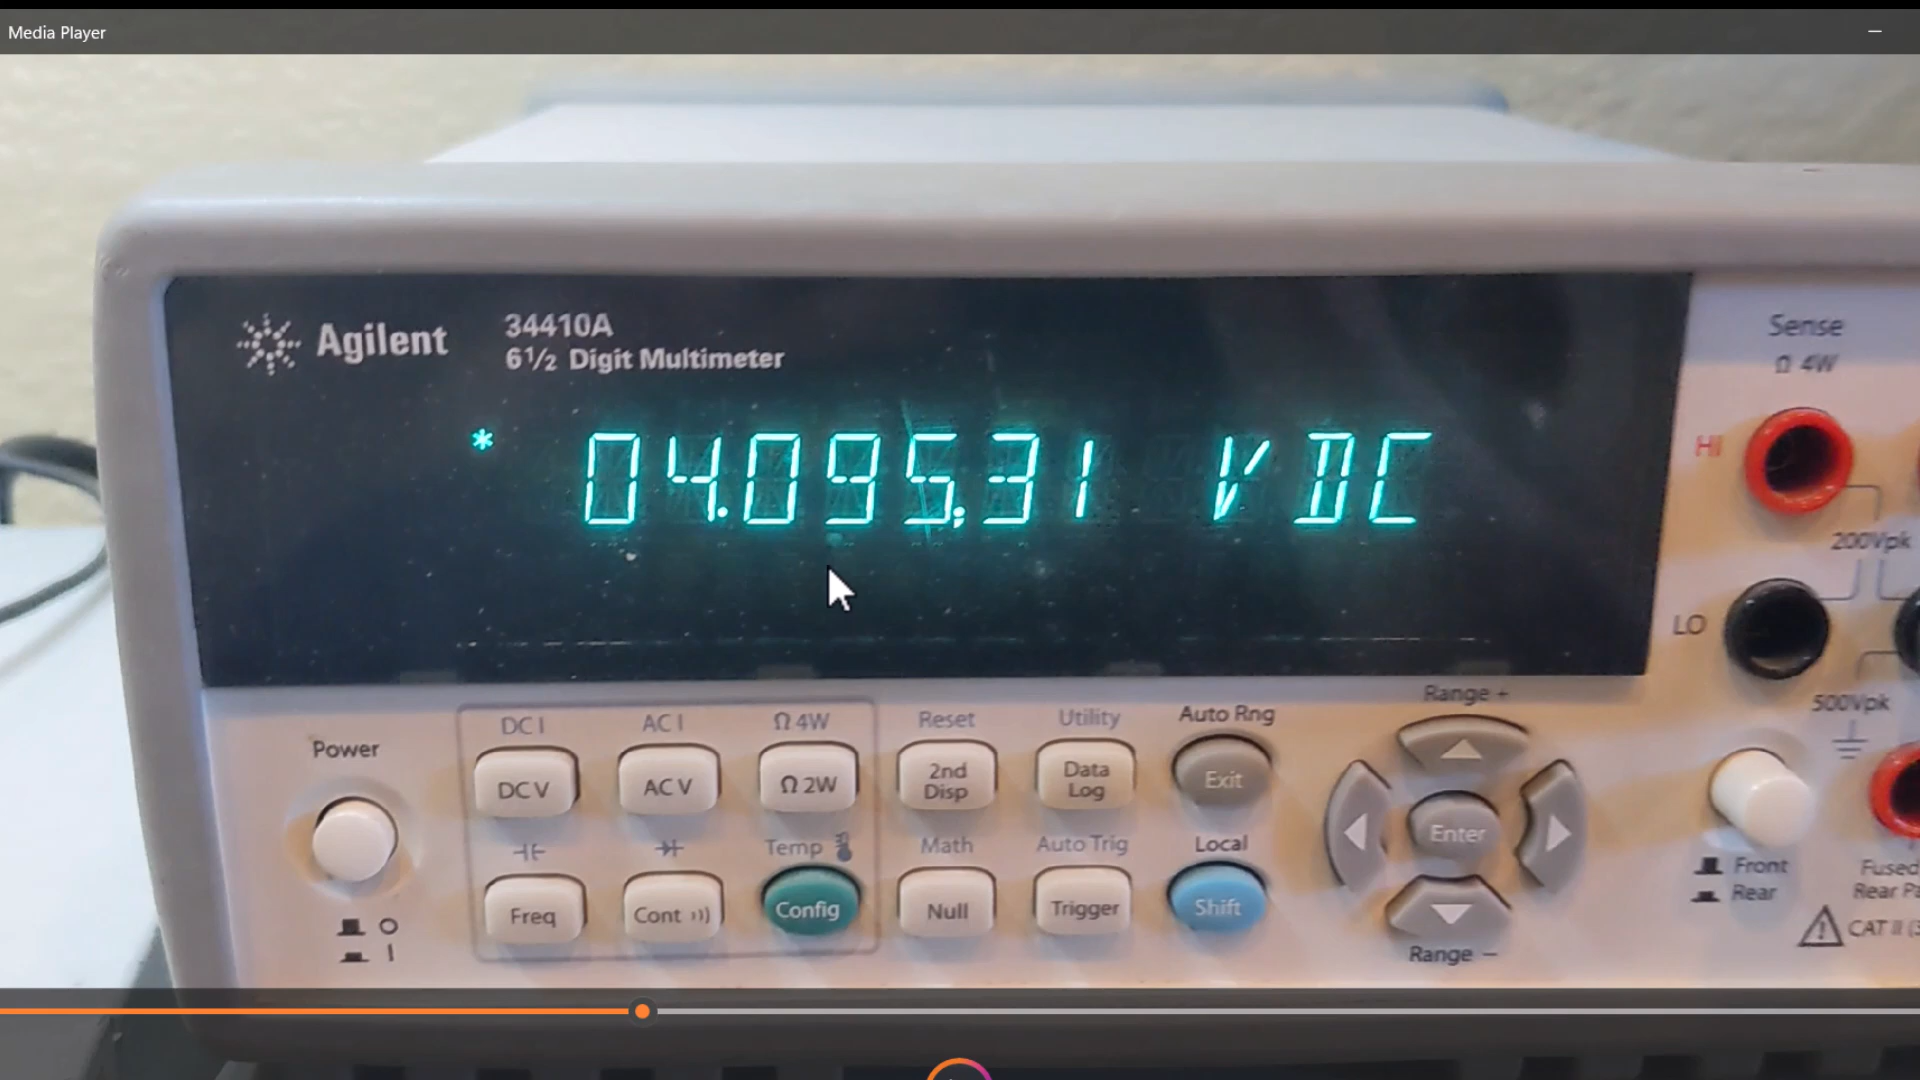 Media Player
Agilent
34410A
6½ Digit Multimeter
* 04.095,31 VDC
Sense
Ω 4W
HI
200Vpk
LO
500Vpk
Power
DC I
AC I
Ω 4W
Reset
Utility
Auto Rng
Range +
DC V
AC V
Ω 2W
2nd Disp
Data Log
Exit
Enter
Temp
Math
Auto Trig
Local
Freq
Cont
Config
Null
Trigger
Shift
Range –
Front
Rear
Fused
Rear
CAT II